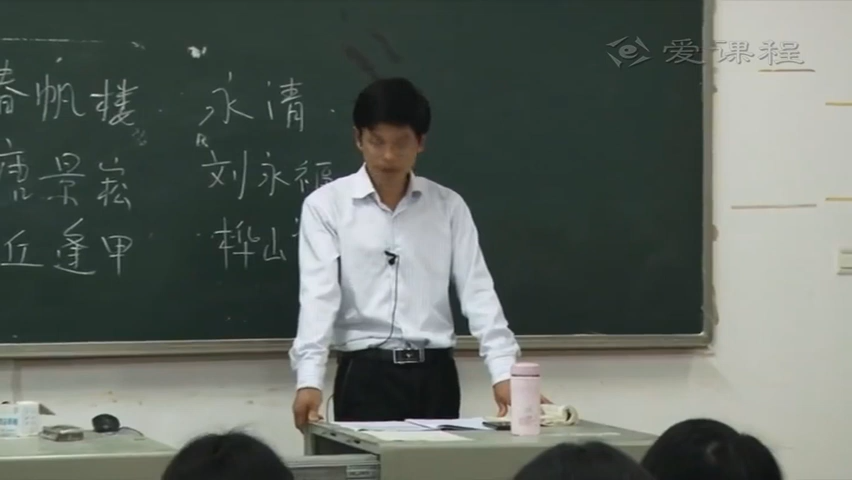 爱课程
春帆楼 永清
唐景崧 刘永福
丘逢甲 桦山